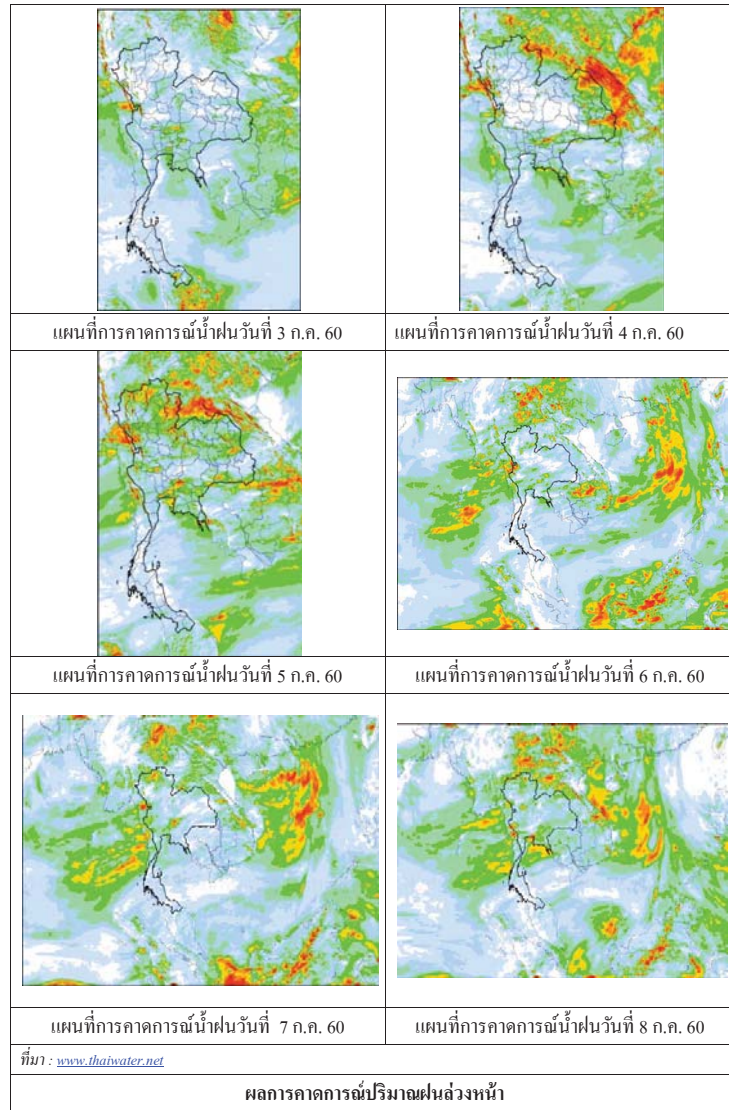 แผนที่การคาดการณ์น้ำฝนวันที่ 3 ก.ค. 60
แผนที่การคาดการณ์น้ำฝนวันที่ 4 ก.ค. 60
แผนที่การคาดการณ์น้ำฝนวันที่ 5 ก.ค. 60
แผนที่การคาดการณ์น้ำฝนวันที่ 6 ก.ค. 60
แผนที่การคาดการณ์น้ำฝนวันที่ 7 ก.ค. 60
แผนที่การคาดการณ์น้ำฝนวันที่ 8 ก.ค. 60
ที่มา : www.thaiwater.net
ผลการคาดการณ์ปริมาณฝนล่วงหน้า